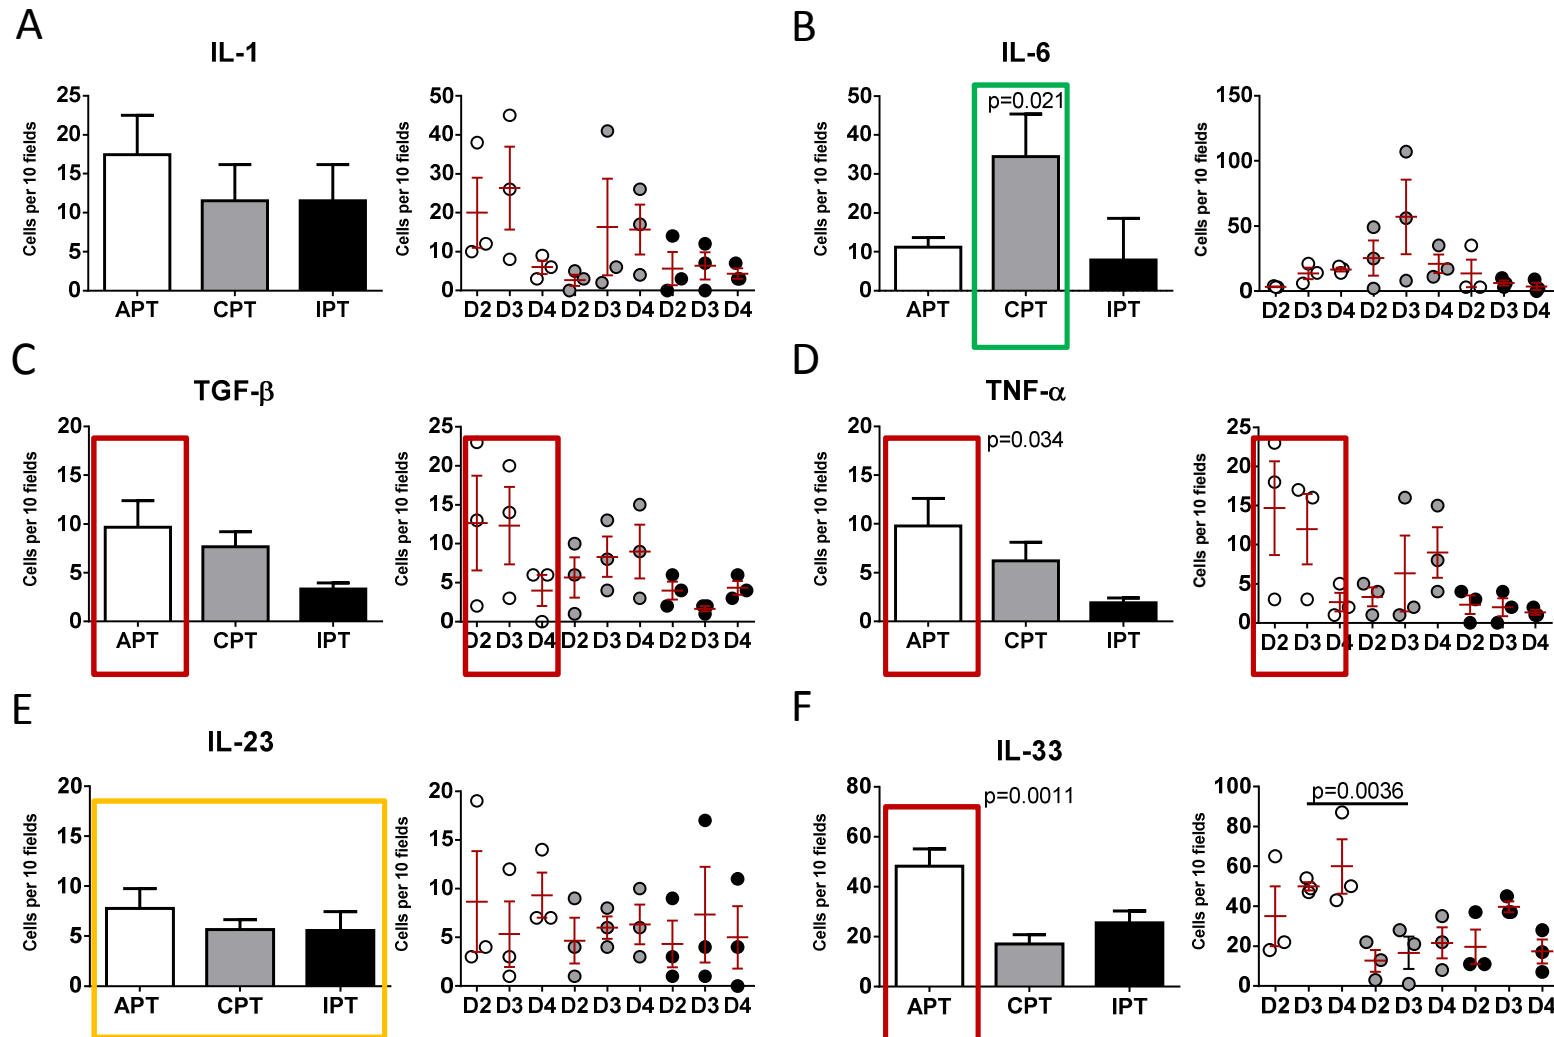 A
IL-1
Cells per 10 fields
25
20
15
10
5
0
APT CPT IPT
Cells per 10 fields
50
40
30
20
10
0
D2 D3 D4 D2 D3 D4 D2 D3 D4
B
IL-6
p=0.021
Cells per 10 fields
50
40
30
20
10
0
APT CPT IPT
Cells per 10 fields
150
100
50
0
D2 D3 D4 D2 D3 D4 D2 D3 D4
C
TGF-β
Cells per 10 fields
20
15
10
5
0
APT CPT IPT
Cells per 10 fields
25
20
15
10
5
0
D2 D3 D4 D2 D3 D4 D2 D3 D4
D
TNF-α
p=0.034
Cells per 10 fields
20
15
10
5
0
APT CPT IPT
Cells per 10 fields
25
20
15
10
5
0
D2 D3 D4 D2 D3 D4 D2 D3 D4
E
IL-23
Cells per 10 fields
20
15
10
5
0
APT CPT IPT
Cells per 10 fields
20
15
10
5
0
D2 D3 D4 D2 D3 D4 D2 D3 D4
F
IL-33
p=0.0011
Cells per 10 fields
80
60
40
20
0
APT CPT IPT
p=0.0036
Cells per 10 fields
100
80
60
40
20
0
D2 D3 D4 D2 D3 D4 D2 D3 D4